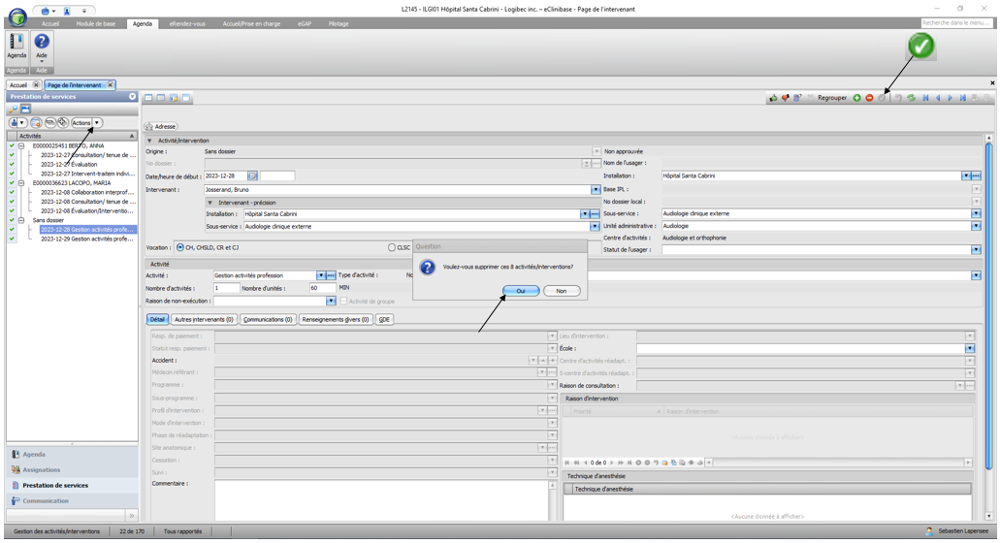 L2145 - ILGI01 Hôpital Santa Cabrini - Logibec inc. - eClinibase - Page de l'intervenant
Accueil Module de base Agenda eRendez-vous Accueil/Prise en charge eGAP Pilotage
Recherche dans le menu...
Agenda Aide
Agenda Aide
Accueil Page de l'intervenant
Prestation de services
Regrouper
Actions
Adresse
Activités
E0000025451 BERTO, ANNA
2023-12-27 Consultation/ tenue de ...
2023-12-27 Évaluation
2023-12-27 Intervent-traitem indivi...
E0000036623 LACOPO, MARIA
2023-12-08 Collaboration interprof...
2023-12-08 Consultation/ tenue de ...
2023-12-08 Évaluation/Interventio...
Sans dossier
2023-12-28 Gestion activités profe...
2023-12-29 Gestion activités profe...
Activité/intervention
Origine : Sans dossier Non approuvée
No dossier : Nom de l'usager :
Date/heure de début : 2023-12-28 Installation : Hôpital Santa Cabrini
Intervenant : Josserand, Bruno Base IPL :
Intervenant - précision No dossier local :
Installation : Hôpital Santa Cabrini Sous-service : Audiologie clinique externe
Sous-service : Audiologie clinique externe Unité administrative : Audiologie
Centre d'activités : Audiologie et orthophonie
Vocation : CH, CHSLD, CR et CJ CLSC Statut de l'usager :
Question
Voulez-vous supprimer ces 8 activités/interventions?
Oui Non
Activité
Activité : Gestion activités profession Type d'activité : No
Nombre d'activités : 1 Nombre d'unités : 60 MIN
Raison de non-exécution : Activité de groupe
Détail Autres intervenants (0) Communications (0) Renseignements divers (0) GDE
Resp. de paiement : Lieu d'intervention :
Statut resp. paiement : École :
Accident : Centre d'activités réadapt. :
Médecin référant : S-centre d'activités réadapt. :
Programme : Raison de consultation :
Sous-programme : Raison d'intervention
Profil d'intervention : Priorité Raison d'intervention
Mode d'intervention :
Phase de réadaptation : <Aucune donnée à afficher>
Site anatomique :
Cessation : 0 de 0
Suivi : Technique d'anesthésie
Commentaire : Technique d'anesthésie
<Aucune donnée à afficher>
Agenda
Assignations
Prestation de services
Communication
Gestion des activités/interventions 22 de 170 Tous rapportés Sebastien Lapensee